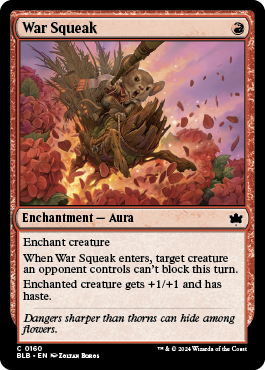 War Squeak
Enchantment — Aura
Enchant creature
When War Squeak enters, target creature
an opponent controls can't block this turn.
Enchanted creature gets +1/+1 and has
haste.
Dangers sharper than thorns can hide among
flowers.
C 0160
BLB • EN Zoltan Boros
™ & © 2024 Wizards of the Coast